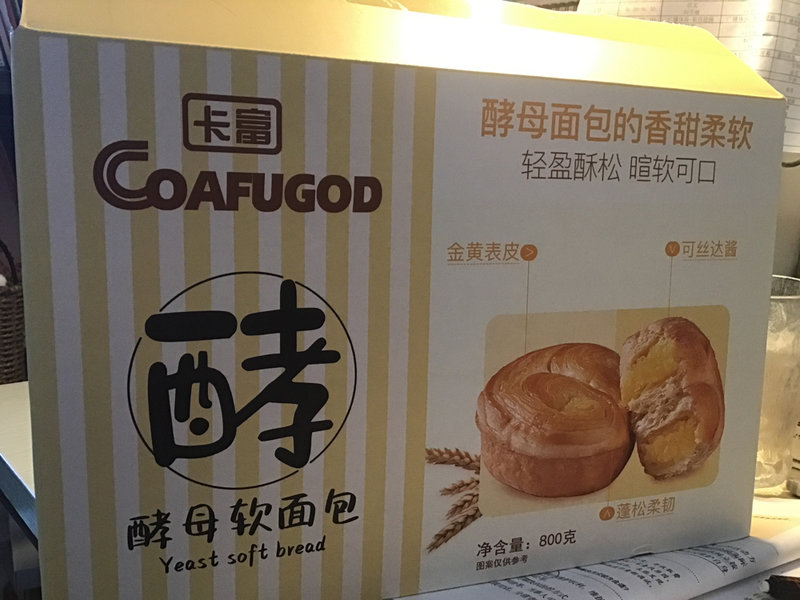 卡富
COAFUGOD
酵
酵母软面包
Yeast soft bread
酵母面包的香甜柔软
轻盈酥松 暄软可口
金黄表皮
可丝达酱
蓬松柔韧
净含量：800克
图案仅供参考